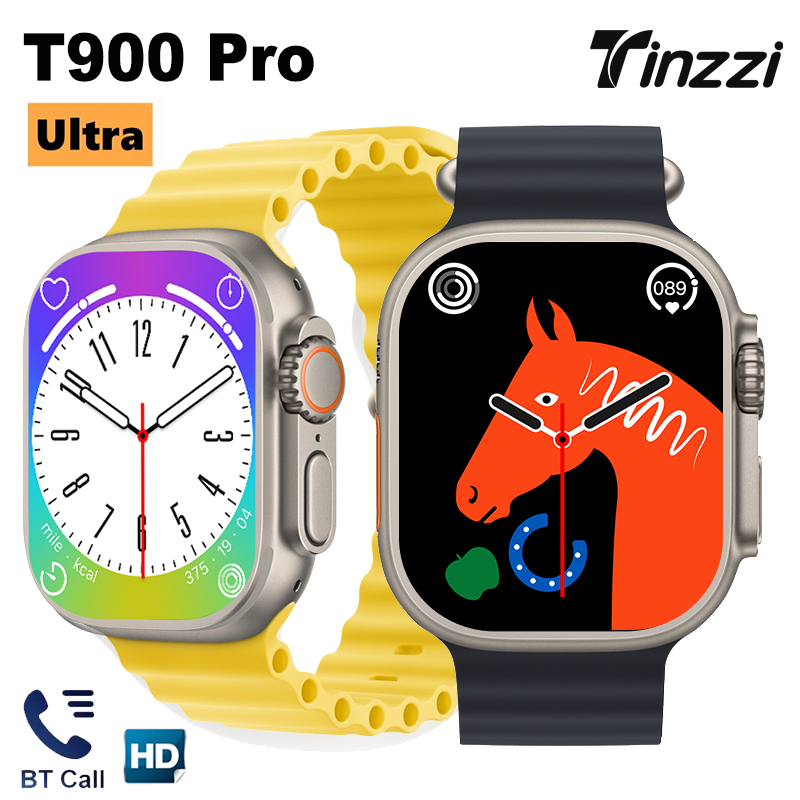 T900 Pro
Tinzzi
Ultra
089
10 11 12 1
9
3
8 7 6 5 4
mile · kcal
375 · 19 · 04
BT Call
HD